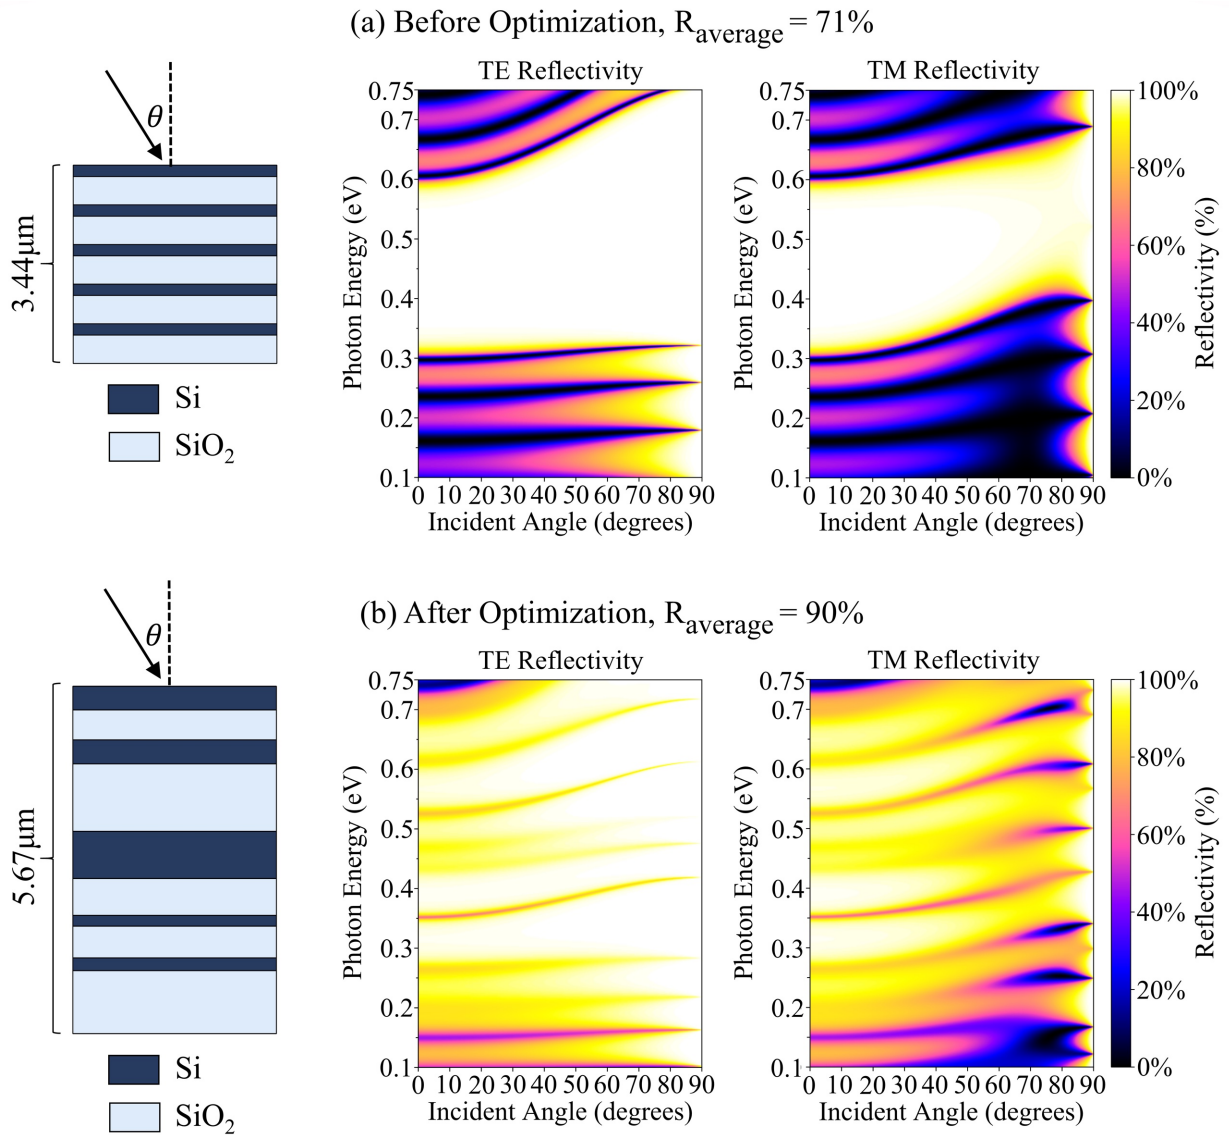 (a) Before Optimization, R_average = 71%
TE Reflectivity
TM Reflectivity
θ
3.44μm
Si
SiO₂
Photon Energy (eV)
0.75
0.7
0.6
0.5
0.4
0.3
0.2
0.1
0 10 20 30 40 50 60 70 80 90
Incident Angle (degrees)
Photon Energy (eV)
0.75
0.7
0.6
0.5
0.4
0.3
0.2
0.1
0 10 20 30 40 50 60 70 80 90
Incident Angle (degrees)
100%
80%
60%
40%
20%
0%
Reflectivity (%)
(b) After Optimization, R_average = 90%
TE Reflectivity
TM Reflectivity
θ
5.67μm
Si
SiO₂
Photon Energy (eV)
0.75
0.7
0.6
0.5
0.4
0.3
0.2
0.1
0 10 20 30 40 50 60 70 80 90
Incident Angle (degrees)
Photon Energy (eV)
0.75
0.7
0.6
0.5
0.4
0.3
0.2
0.1
0 10 20 30 40 50 60 70 80 90
Incident Angle (degrees)
100%
80%
60%
40%
20%
0%
Reflectivity (%)